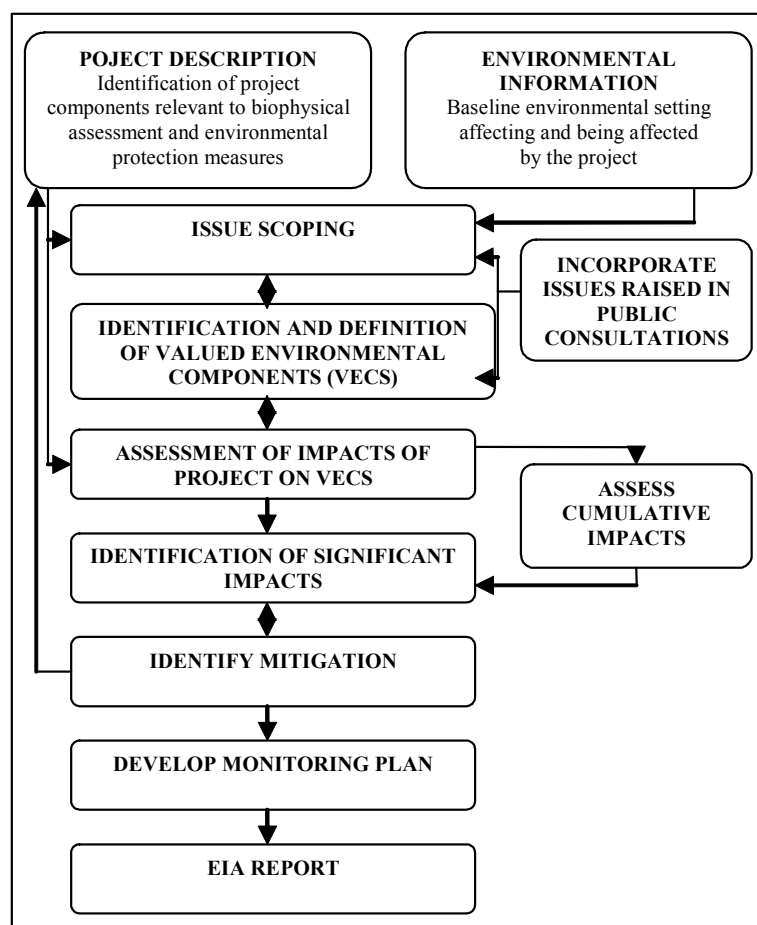 POJECT DESCRIPTION
Identification of project
components relevant to biophysical
assessment and environmental
protection measures
ENVIRONMENTAL
INFORMATION
Baseline environmental setting
affecting and being affected
by the project
ISSUE SCOPING
INCORPORATE
ISSUES RAISED IN
PUBLIC
CONSULTATIONS
IDENTIFICATION AND DEFINITION
OF VALUED ENVIRONMENTAL
COMPONENTS (VECS)
ASSESSMENT OF IMPACTS OF
PROJECT ON VECS
ASSESS
CUMULATIVE
IMPACTS
IDENTIFICATION OF SIGNIFICANT
IMPACTS
IDENTIFY MITIGATION
DEVELOP MONITORING PLAN
EIA REPORT